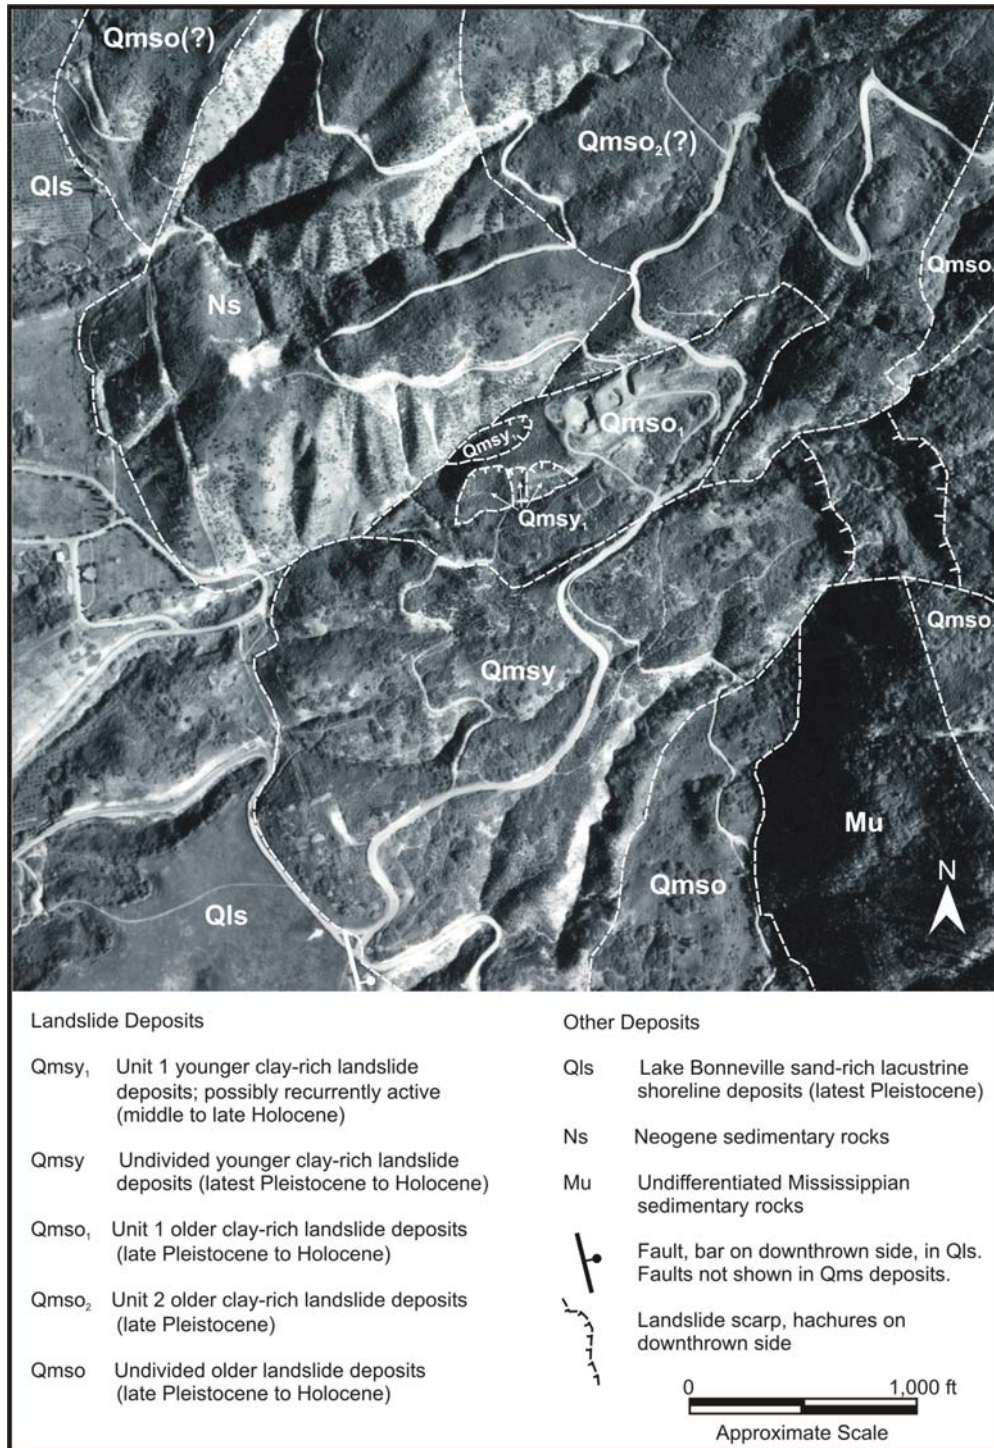 Qmso(?)
Qmso₂(?)
Qls
Qmso
Ns
Qmso₁
Qmsy₁
Qmsy₁
Qmso
Qmsy
Mu
Qmso
N
Qls
Landslide Deposits
Qmsy₁ Unit 1 younger clay-rich landslide
deposits; possibly recurrently active
(middle to late Holocene)
Qmsy Undivided younger clay-rich landslide
deposits (latest Pleistocene to Holocene)
Qmso₁ Unit 1 older clay-rich landslide deposits
(late Pleistocene to Holocene)
Qmso₂ Unit 2 older clay-rich landslide deposits
(late Pleistocene)
Qmso Undivided older landslide deposits
(late Pleistocene to Holocene)
Other Deposits
Qls Lake Bonneville sand-rich lacustrine
shoreline deposits (latest Pleistocene)
Ns Neogene sedimentary rocks
Mu Undifferentiated Mississippian
sedimentary rocks
Fault, bar on downthrown side, in Qls.
Faults not shown in Qms deposits.
Landslide scarp, hachures on
downthrown side
0 1,000 ft
Approximate Scale